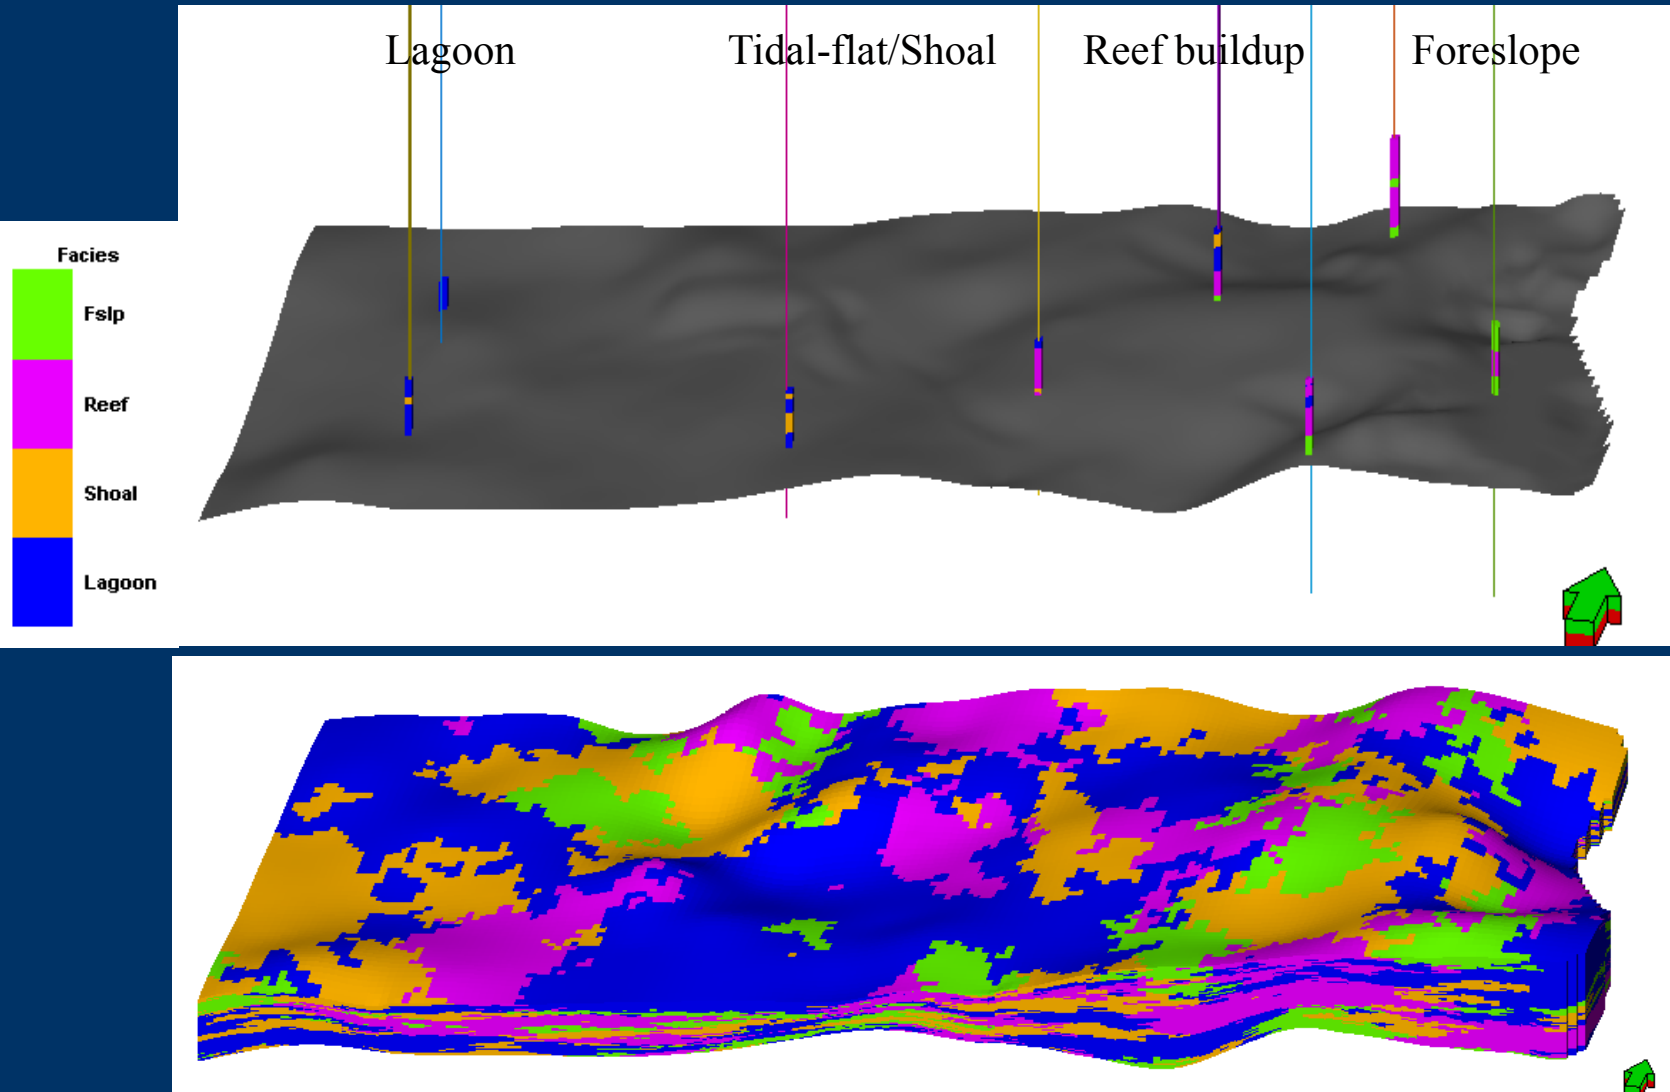 Lagoon Tidal-flat/Shoal Reef buildup Foreslope
Facies
Fslp
Reef
Shoal
Lagoon